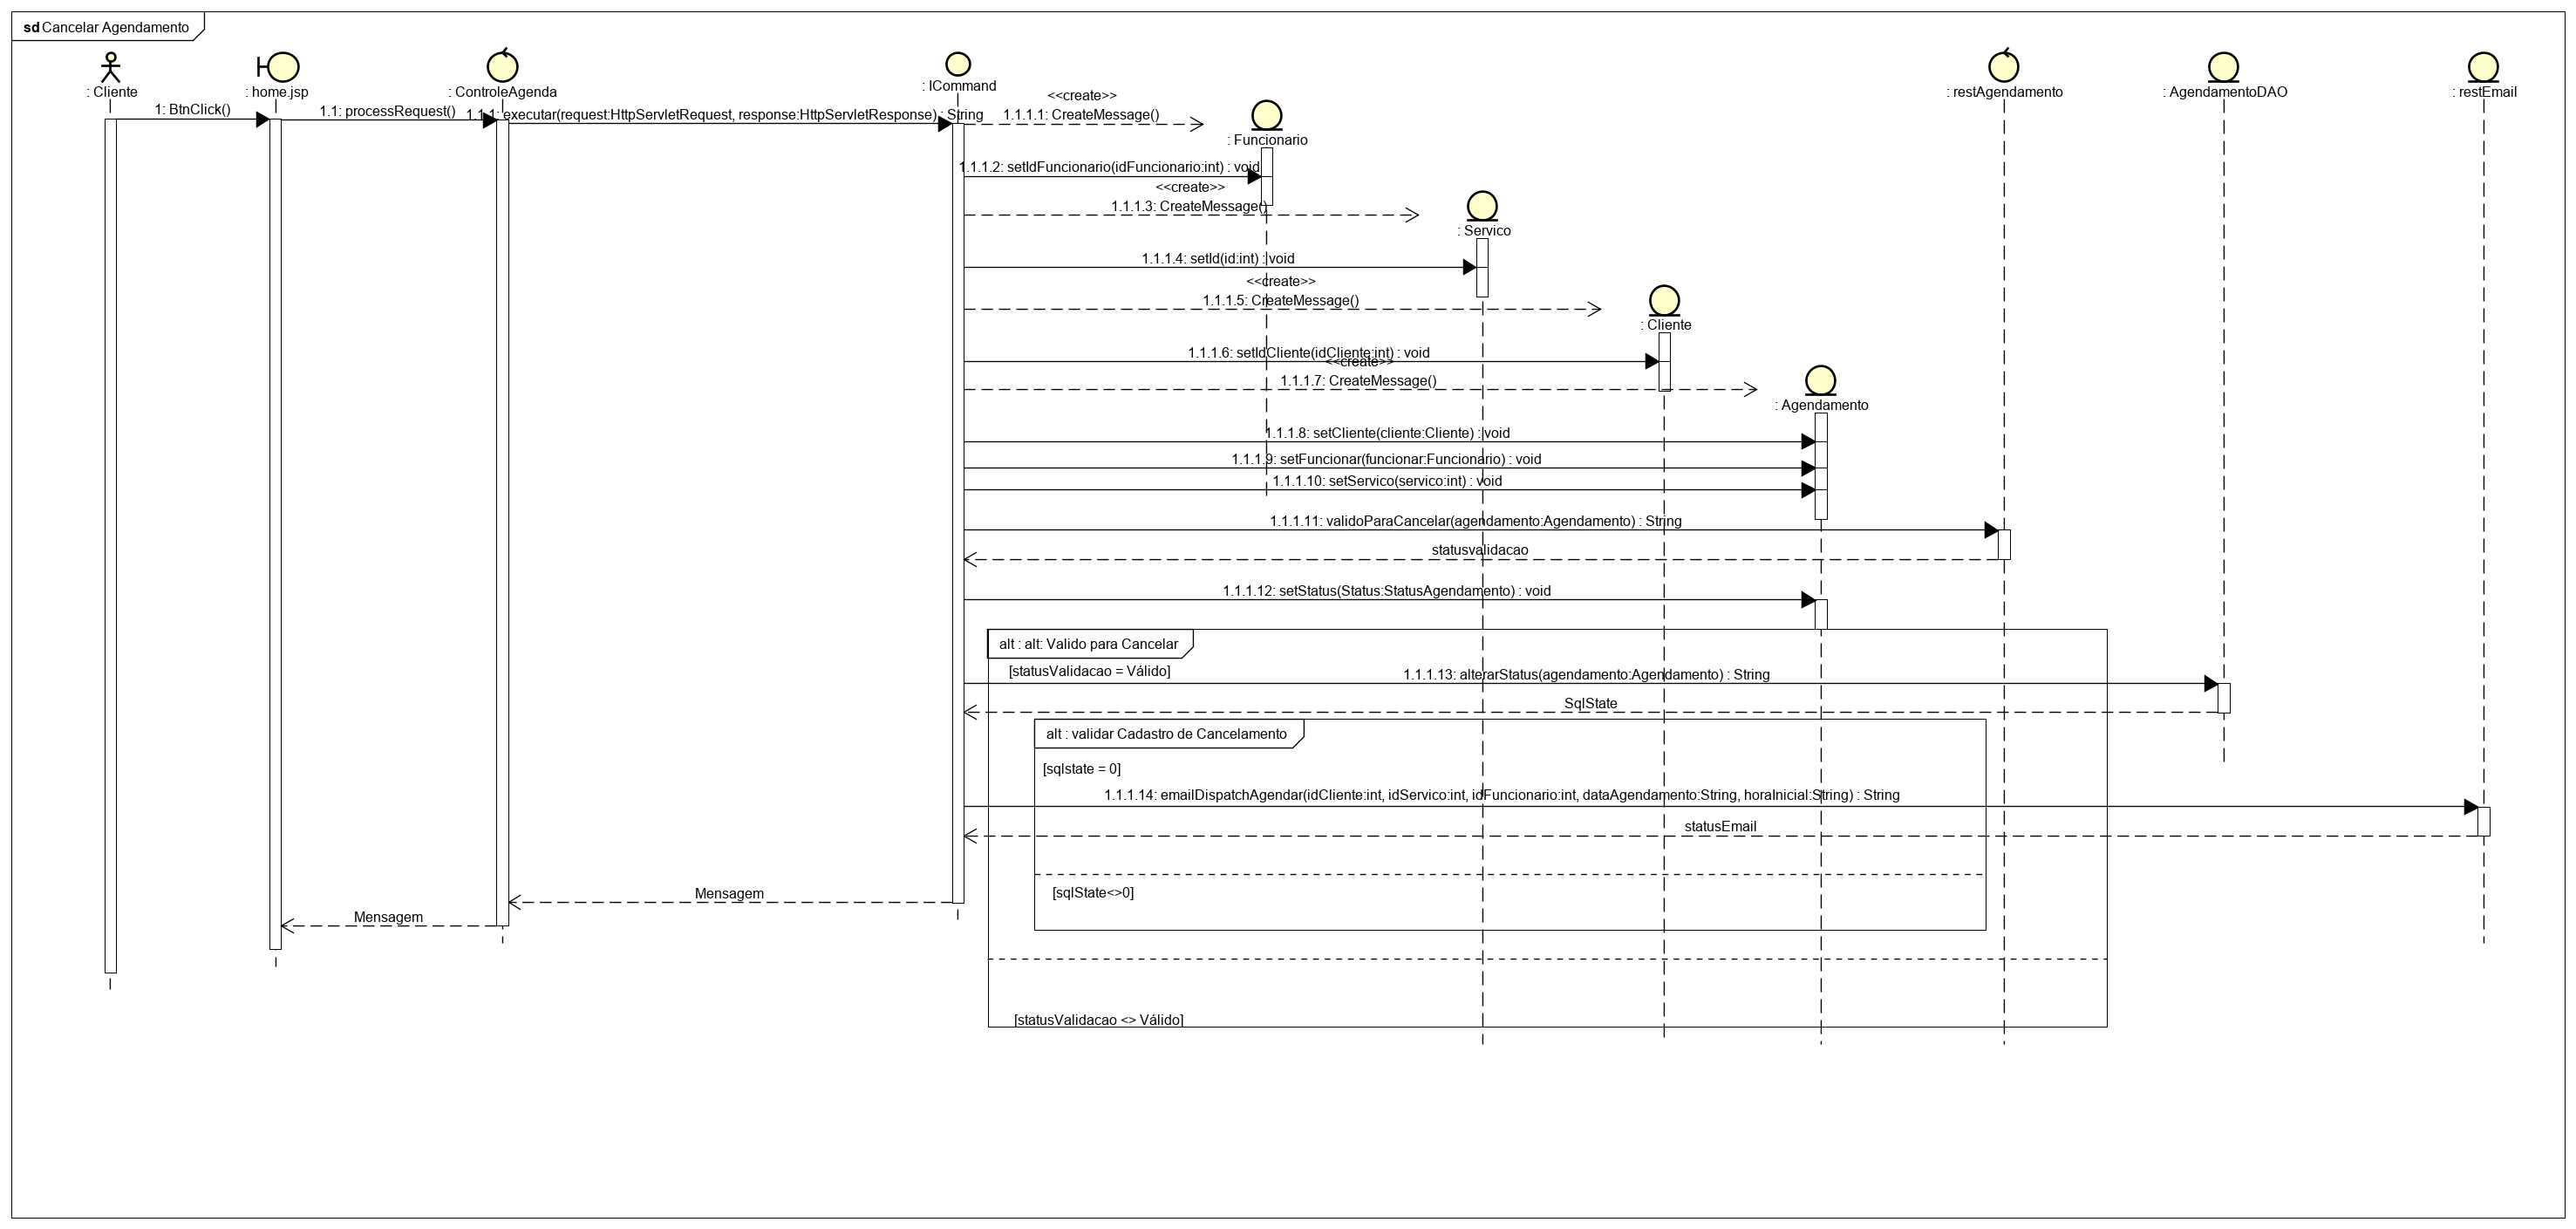 sd Cancelar Agendamento
: Cliente
: home.jsp
: ControleAgenda
: ICommand
: restAgendamento
: AgendamentoDAO
: restEmail
1: BtnClick()
1.1: processRequest()
1.1.1: executar(request:HttpServletRequest, response:HttpServletResponse) : String
<<create>>
1.1.1.1: CreateMessage()
: Funcionario
1.1.1.2: setIdFuncionario(idFuncionario:int) : void
<<create>>
1.1.1.3: CreateMessage()
: Servico
1.1.1.4: setId(id:int) : void
<<create>>
1.1.1.5: CreateMessage()
: Cliente
1.1.1.6: setIdCliente(idCliente:int) : void
<<create>>
1.1.1.7: CreateMessage()
: Agendamento
1.1.1.8: setCliente(cliente:Cliente) : void
1.1.1.9: setFuncionar(funcionar:Funcionario) : void
1.1.1.10: setServico(servico:int) : void
1.1.1.11: validoParaCancelar(agendamento:Agendamento) : String
statusvalidacao
1.1.1.12: setStatus(Status:StatusAgendamento) : void
alt : alt: Valido para Cancelar
[statusValidacao = Válido]
1.1.1.13: alterarStatus(agendamento:Agendamento) : String
SqlState
alt : validar Cadastro de Cancelamento
[sqlstate = 0]
1.1.1.14: emailDispatchAgendar(idCliente:int, idServico:int, idFuncionario:int, dataAgendamento:String, horaInicial:String) : String
statusEmail
[sqlState<>0]
Mensagem
Mensagem
[statusValidacao <> Válido]